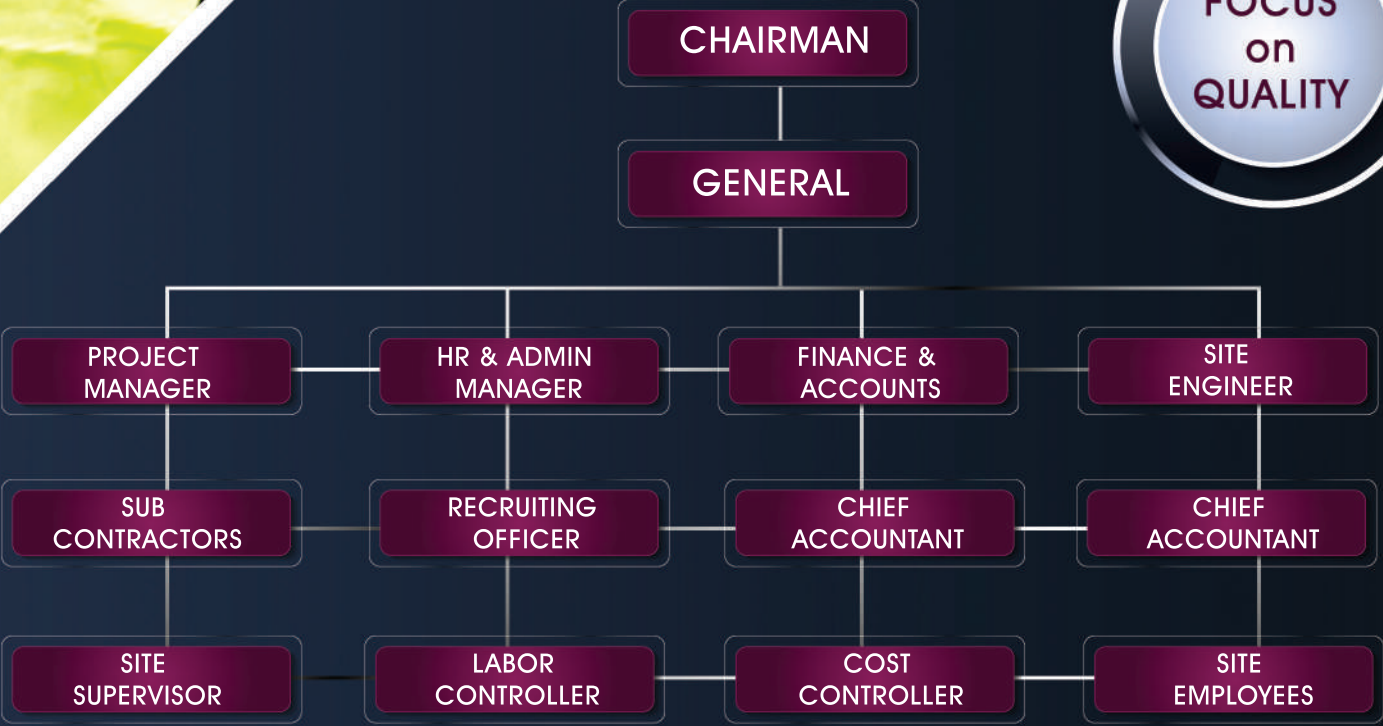 FOCUS
on
QUALITY
CHAIRMAN
GENERAL
PROJECT
MANAGER
HR & ADMIN
MANAGER
FINANCE &
ACCOUNTS
SITE
ENGINEER
SUB
CONTRACTORS
RECRUITING
OFFICER
CHIEF
ACCOUNTANT
CHIEF
ACCOUNTANT
SITE
SUPERVISOR
LABOR
CONTROLLER
COST
CONTROLLER
SITE
EMPLOYEES